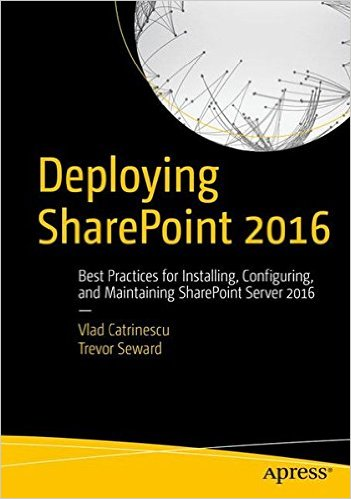 Deploying
SharePoint 2016
Best Practices for Installing, Configuring,
and Maintaining SharePoint Server 2016
—
Vlad Catrinescu
Trevor Seward
Apress®